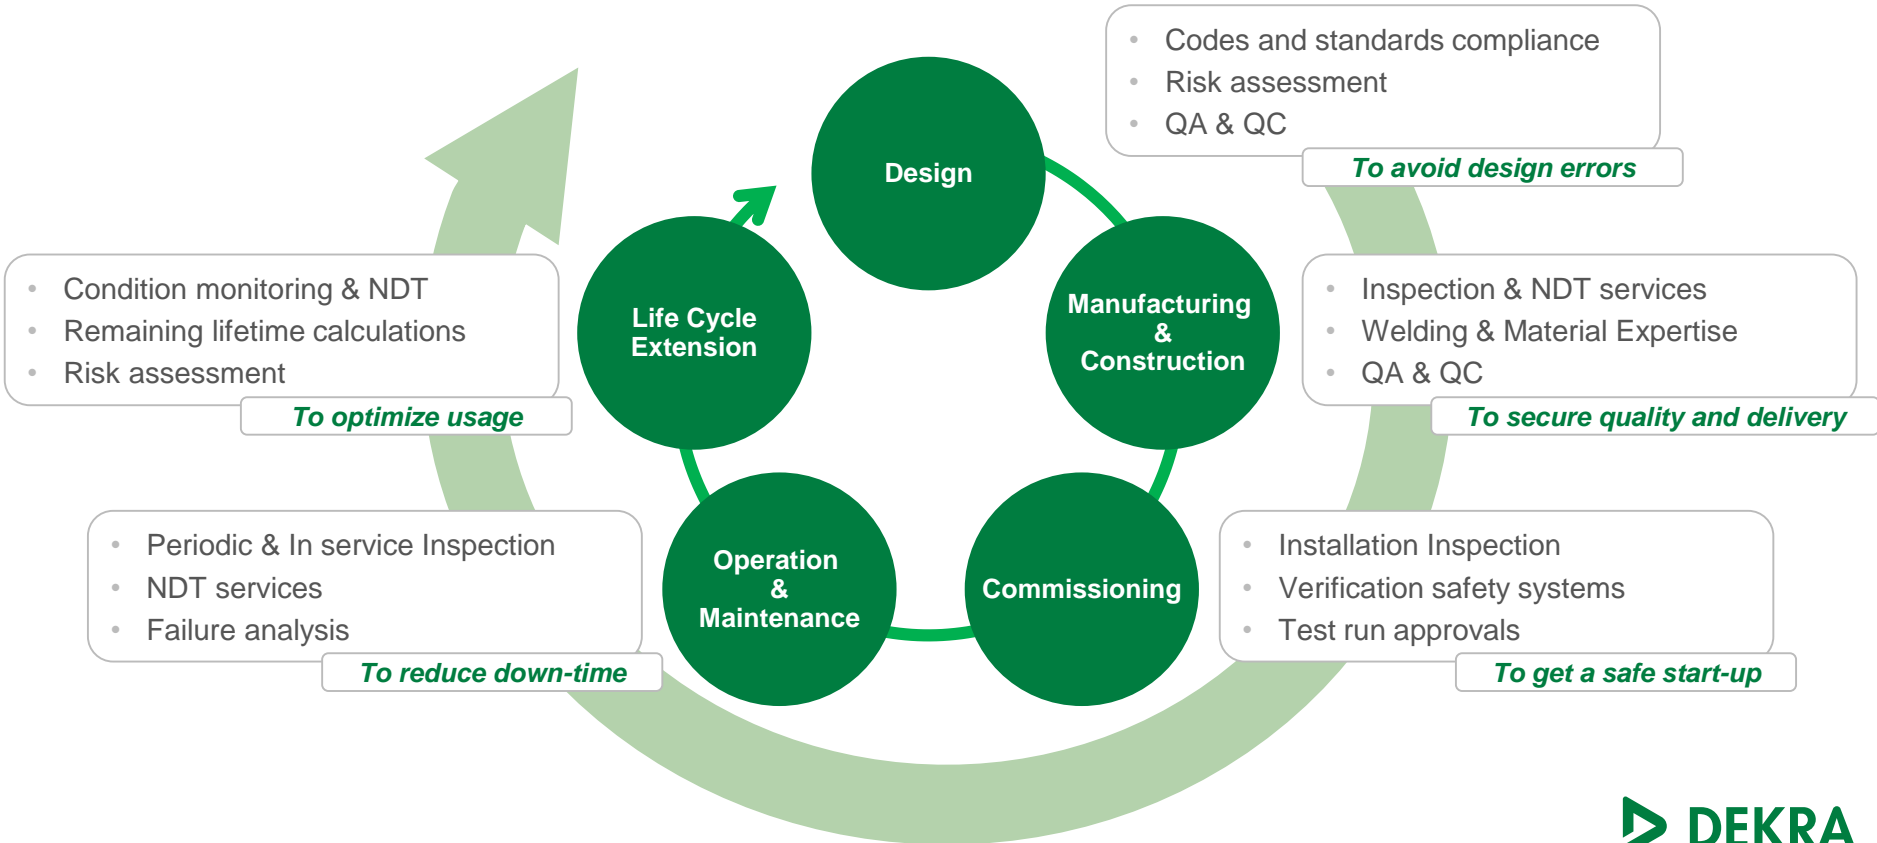 • Codes and standards compliance
• Risk assessment
• QA & QC
To avoid design errors
Design
Manufacturing
&
Construction
• Inspection & NDT services
• Welding & Material Expertise
• QA & QC
To secure quality and delivery
Commissioning
• Installation Inspection
• Verification safety systems
• Test run approvals
To get a safe start-up
Operation
&
Maintenance
• Periodic & In service Inspection
• NDT services
• Failure analysis
To reduce down-time
Life Cycle
Extension
• Condition monitoring & NDT
• Remaining lifetime calculations
• Risk assessment
To optimize usage
DEKRA